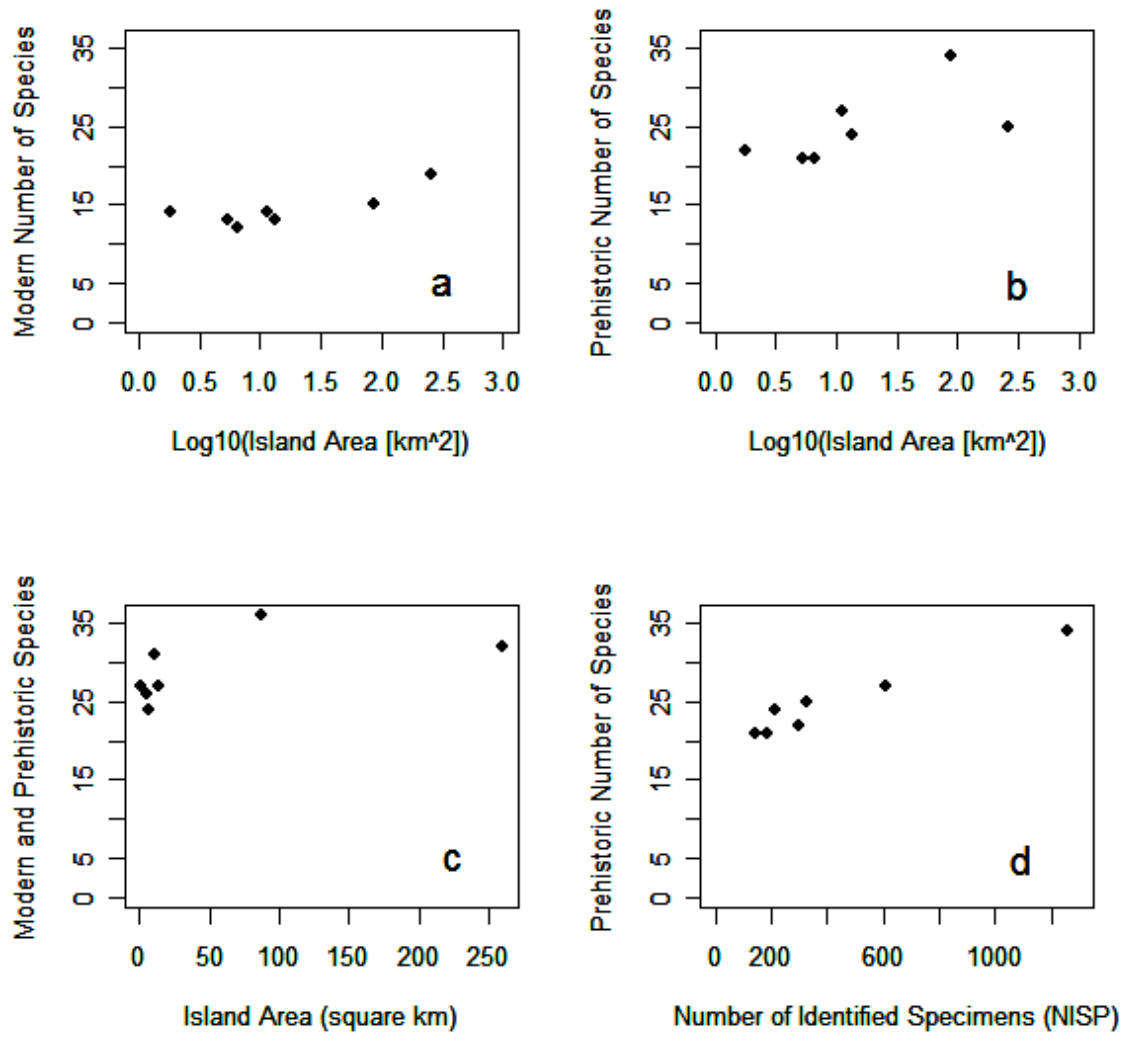 Modern Number of Species
35
25
15
5
0
a
0.0 0.5 1.0 1.5 2.0 2.5 3.0
Log10(Island Area [km^2])
Prehistoric Number of Species
35
25
15
5
0
b
0.0 0.5 1.0 1.5 2.0 2.5 3.0
Log10(Island Area [km^2])
Modern and Prehistoric Species
35
25
15
5
0
c
0 50 100 150 200 250
Island Area (square km)
Prehistoric Number of Species
35
25
15
5
0
d
0 200 600 1000
Number of Identified Specimens (NISP)